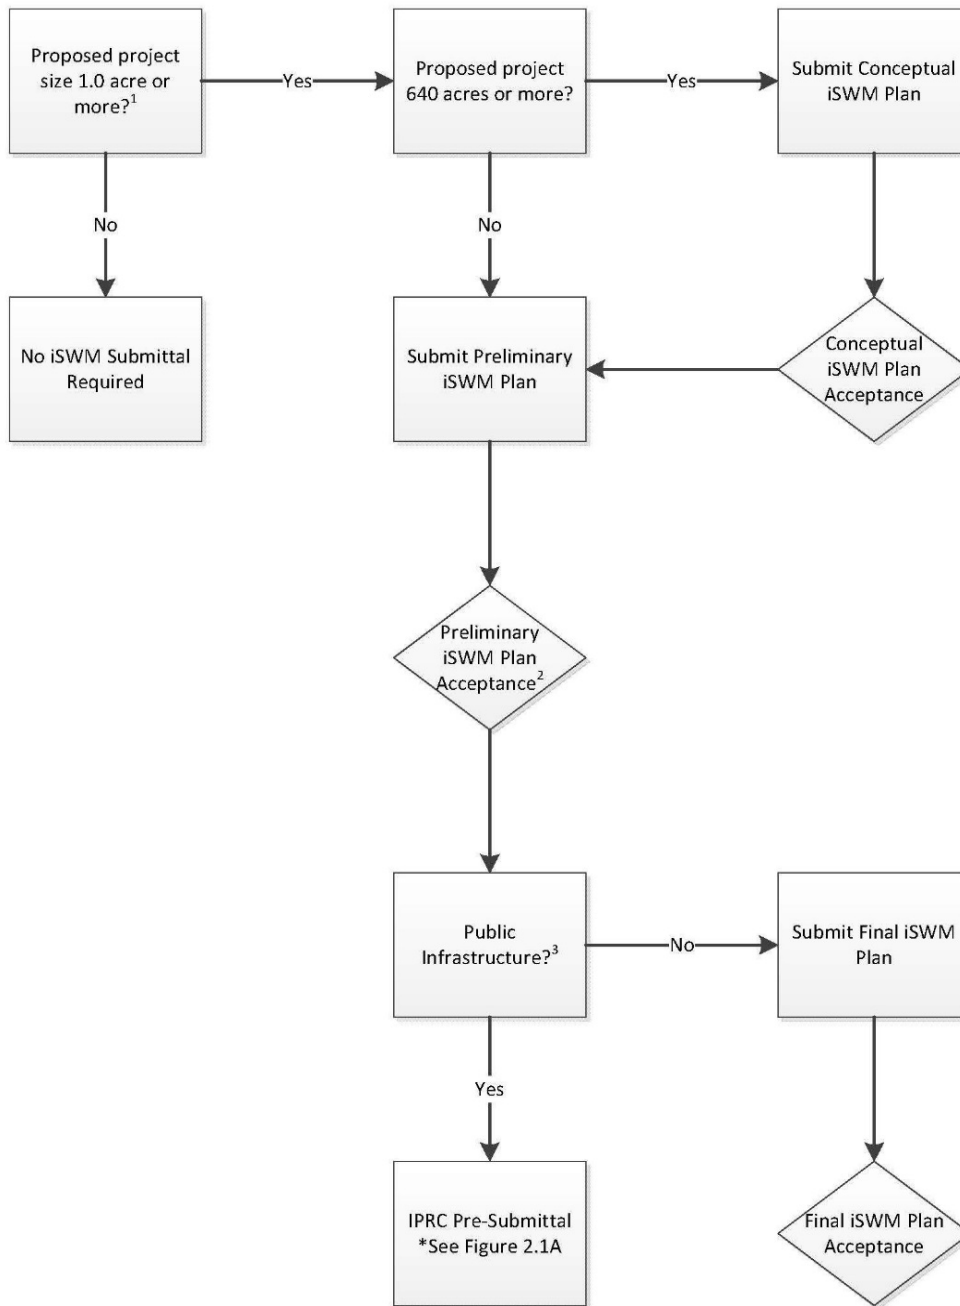 Proposed project
size 1.0 acre or
more?¹
Yes
Proposed project
640 acres or more?
Yes
Submit Conceptual
iSWM Plan
No
No
No iSWM Submittal
Required
Submit Preliminary
iSWM Plan
Conceptual
iSWM Plan
Acceptance
Preliminary
iSWM Plan
Acceptance²
Public
Infrastructure?³
No
Submit Final iSWM
Plan
Yes
IPRC Pre-Submittal
*See Figure 2.1A
Final iSWM Plan
Acceptance